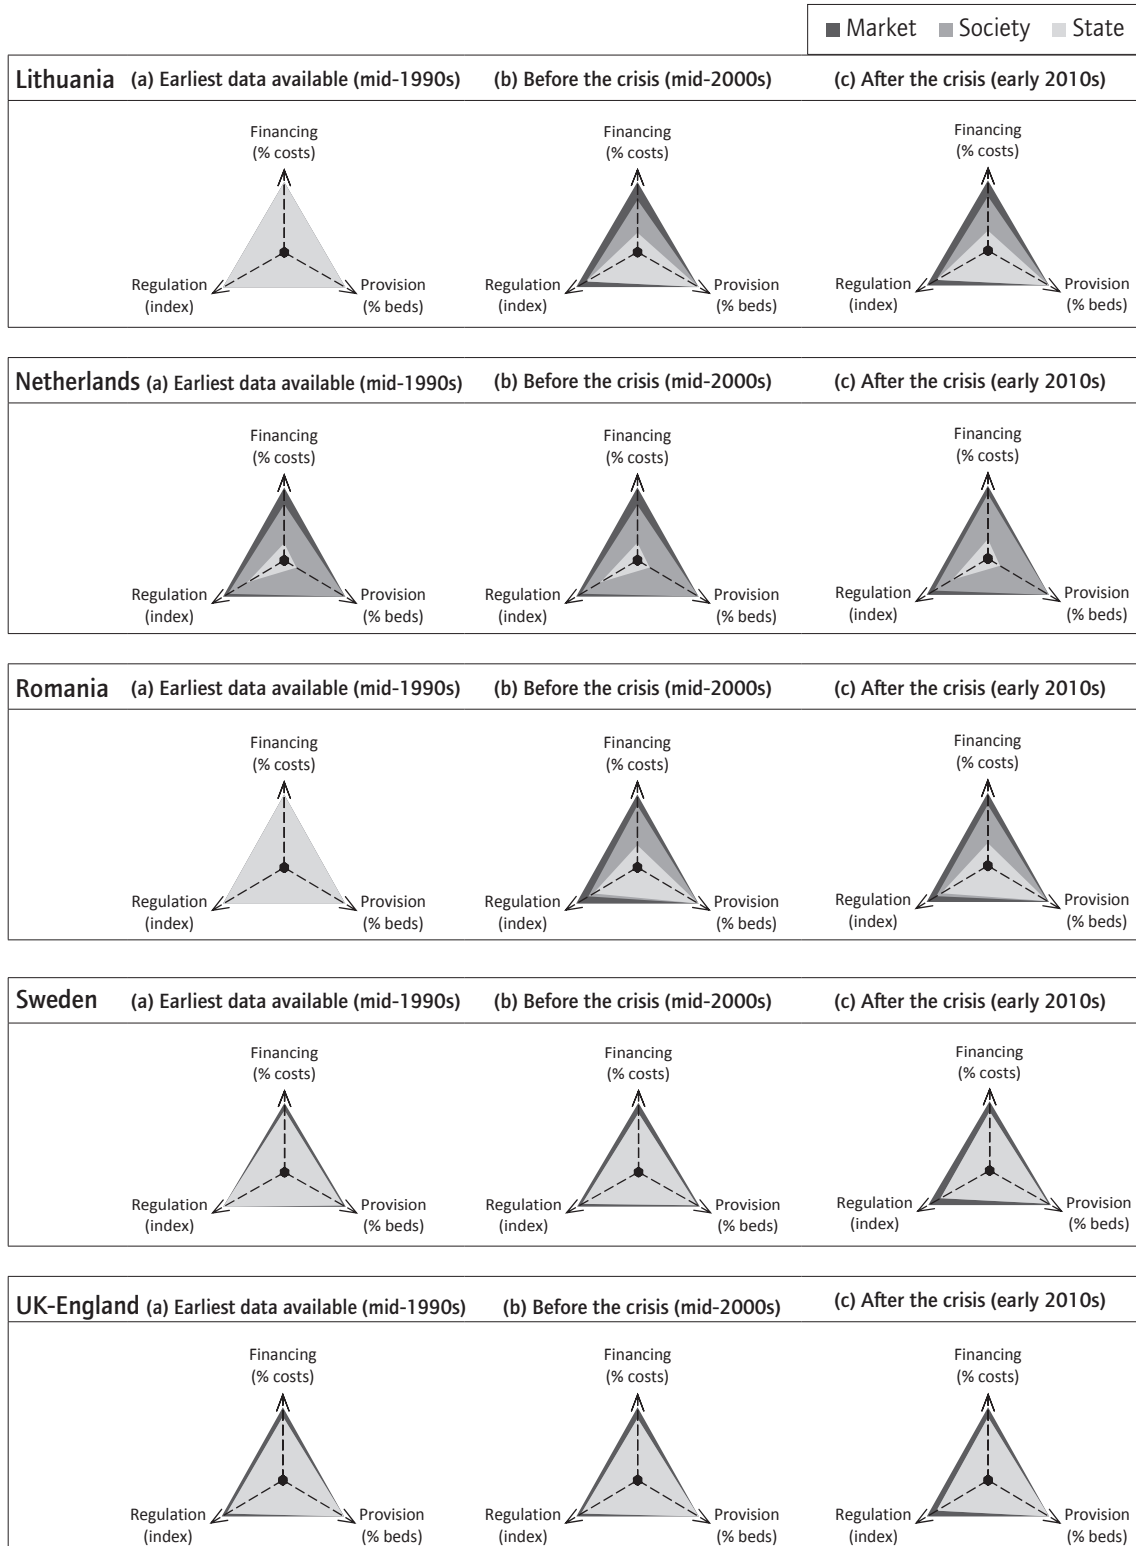 Market Society State
Lithuania (a) Earliest data available (mid-1990s) (b) Before the crisis (mid-2000s) (c) After the crisis (early 2010s)
Financing Financing Financing
(% costs) (% costs) (% costs)
Regulation Provision Regulation Provision Regulation Provision
(index) (% beds) (index) (% beds) (index) (% beds)
Netherlands (a) Earliest data available (mid-1990s) (b) Before the crisis (mid-2000s) (c) After the crisis (early 2010s)
Financing Financing Financing
(% costs) (% costs) (% costs)
Regulation Provision Regulation Provision Regulation Provision
(index) (% beds) (index) (% beds) (index) (% beds)
Romania (a) Earliest data available (mid-1990s) (b) Before the crisis (mid-2000s) (c) After the crisis (early 2010s)
Financing Financing Financing
(% costs) (% costs) (% costs)
Regulation Provision Regulation Provision Regulation Provision
(index) (% beds) (index) (% beds) (index) (% beds)
Sweden (a) Earliest data available (mid-1990s) (b) Before the crisis (mid-2000s) (c) After the crisis (early 2010s)
Financing Financing Financing
(% costs) (% costs) (% costs)
Regulation Provision Regulation Provision Regulation Provision
(index) (% beds) (index) (% beds) (index) (% beds)
UK-England (a) Earliest data available (mid-1990s) (b) Before the crisis (mid-2000s) (c) After the crisis (early 2010s)
Financing Financing Financing
(% costs) (% costs) (% costs)
Regulation Provision Regulation Provision Regulation Provision
(index) (% beds) (index) (% beds) (index) (% beds)